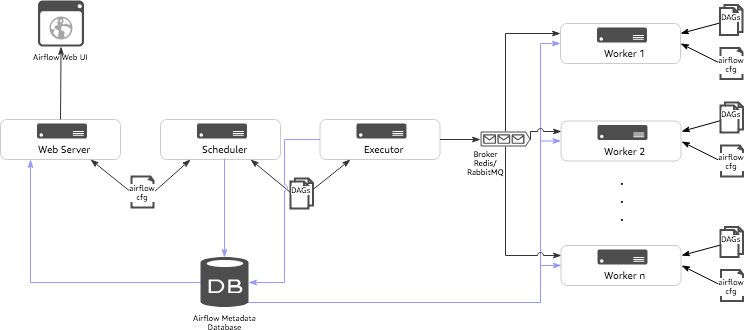 Airflow Web UI
Web Server
Scheduler
Executor
airflow
cfg
DAGs
Broker
Redis/
RabbitMQ
DB
Airflow Metadata
Database
Worker 1
DAGs
airflow
cfg
Worker 2
DAGs
airflow
cfg
Worker n
DAGs
airflow
cfg